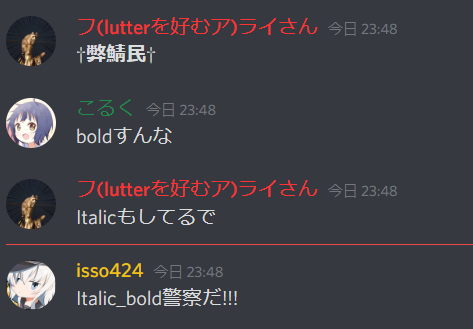 フ(lutterを好むア)ライさん 今日 23:48
†弊鯖民†
こるく 今日 23:48
boldすんな
フ(lutterを好むア)ライさん 今日 23:48
Italicもしてるで
isso424 今日 23:48
Italic_bold警察だ!!!